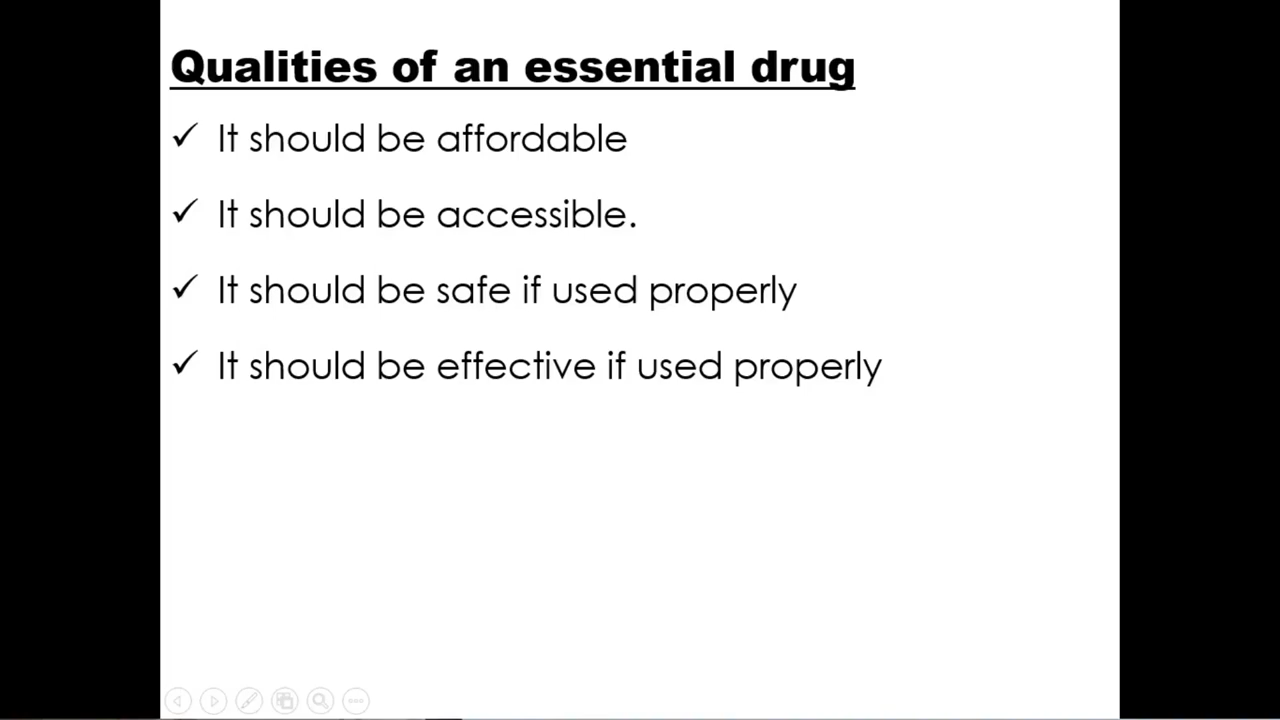 Qualities of an essential drug
✓ It should be affordable
✓ It should be accessible.
✓ It should be safe if used properly
✓ It should be effective if used properly